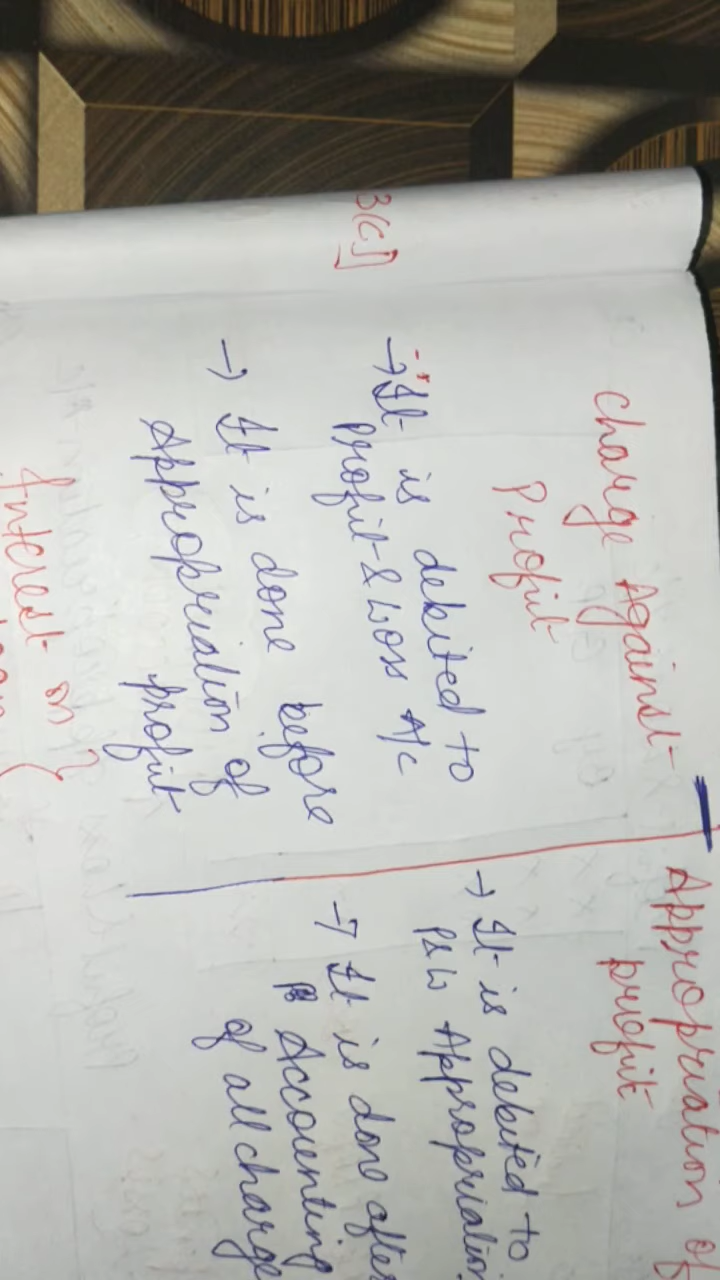 3(c)]
Charge Against
Profit
→ It is debited to
Profit & Loss A/c
→ It is done before
Appropriation of
profit
Appropriation of
profit
→ It is debited to
P&L Appropriation
→ It is done after
Accounting
of all charge
Interest on